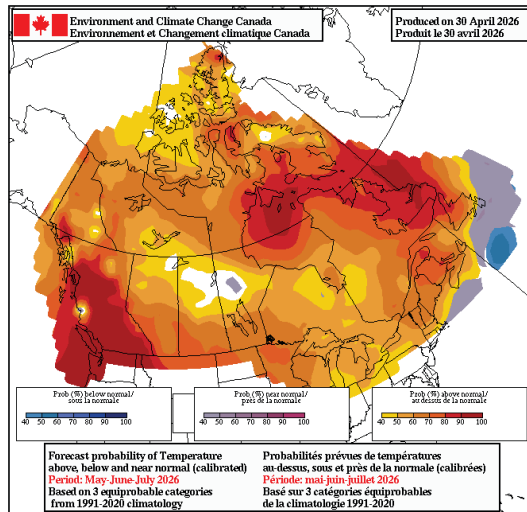 Environment and Climate Change Canada
Environnement et Changement climatique Canada
Produced on 30 April 2026
Produit le 30 avril 2026
Prob (%) below normal/
sous la normale
40 50 60 70 80 90 100
Prob (%) near normal/
près de la normale
40 50 60 70 80 90 100
Prob (%) above normal/
au dessus de la normale
40 50 60 70 80 90 100
Forecast probability of Temperature
above, below and near normal (calibrated)
Period: May-June-July 2026
Based on 3 equiprobable categories
from 1991-2020 climatology
Probabilités prévues de températures
au-dessus, sous et près de la normale (calibrées)
Période: mai-juin-juillet 2026
Basé sur 3 catégories équiprobables
de la climatologie 1991-2020